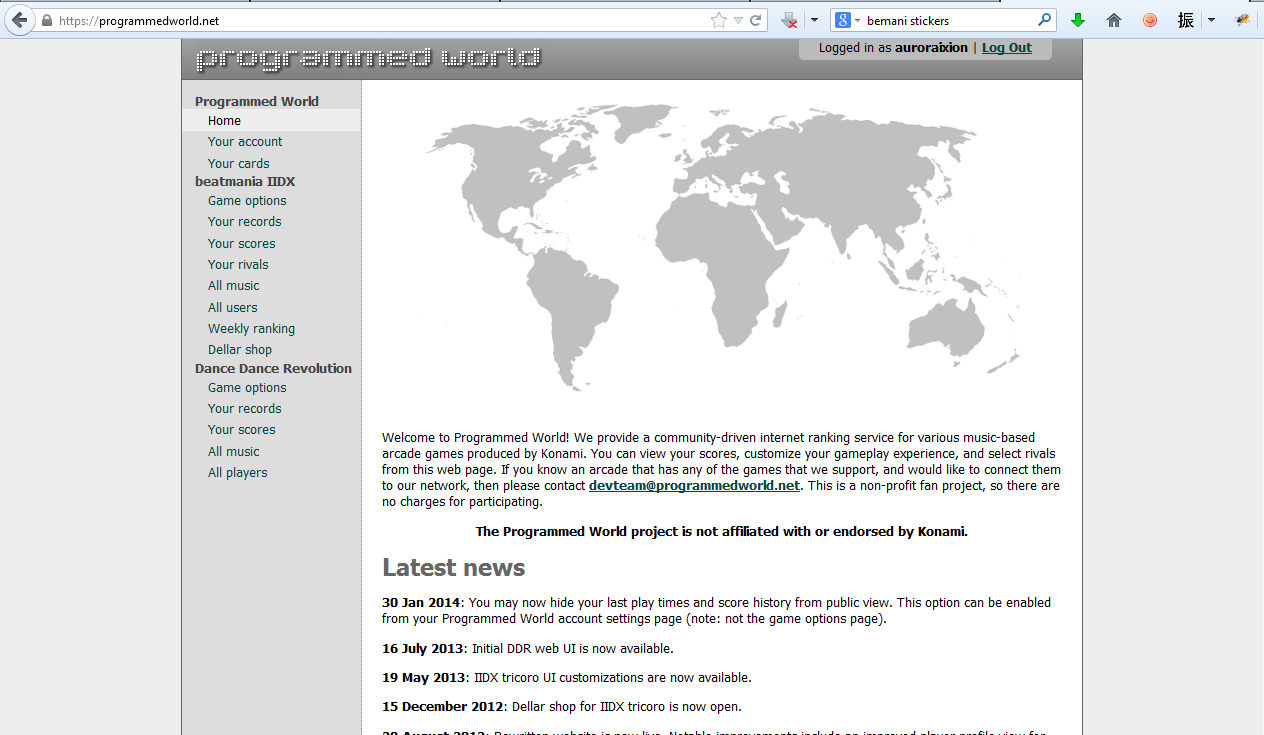 https://programmedworld.net
bemani stickers
振
programmed world
Logged in as auroraixion | Log Out
Programmed World
Home
Your account
Your cards
beatmania IIDX
Game options
Your records
Your scores
Your rivals
All music
All users
Weekly ranking
Dellar shop
Dance Dance Revolution
Game options
Your records
Your scores
All music
All players
Welcome to Programmed World! We provide a community-driven internet ranking service for various music-based
arcade games produced by Konami. You can view your scores, customize your gameplay experience, and select rivals
from this web page. If you know an arcade that has any of the games that we support, and would like to connect them
to our network, then please contact devteam@programmedworld.net. This is a non-profit fan project, so there are
no charges for participating.
The Programmed World project is not affiliated with or endorsed by Konami.
Latest news
30 Jan 2014: You may now hide your last play times and score history from public view. This option can be enabled
from your Programmed World account settings page (note: not the game options page).
16 July 2013: Initial DDR web UI is now available.
19 May 2013: IIDX tricoro UI customizations are now available.
15 December 2012: Dellar shop for IIDX tricoro is now open.